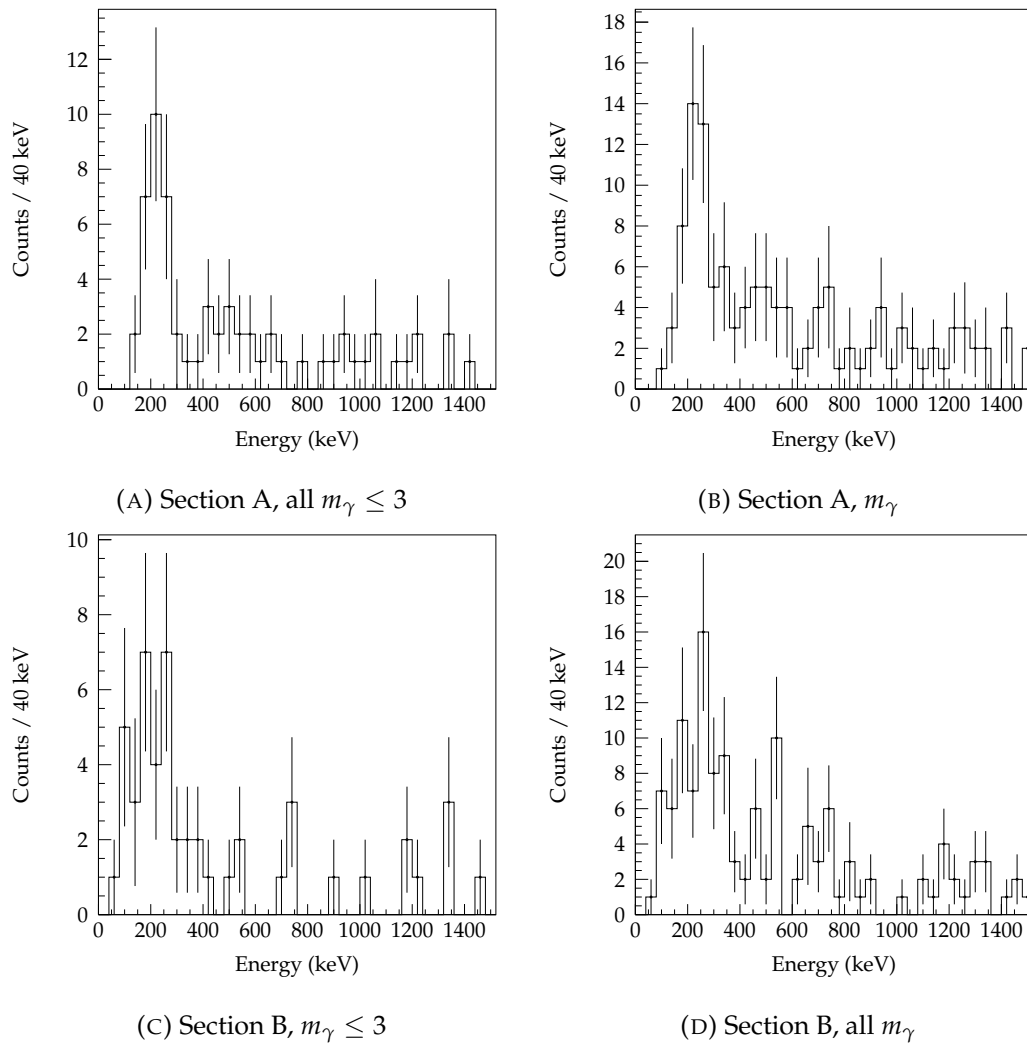 Counts / 40 keV
12
10
8
6
4
2
0
0 200 400 600 800 1000 1200 1400
Energy (keV)
(A) Section A, all mγ ≤ 3
Counts / 40 keV
18
16
14
12
10
8
6
4
2
0
0 200 400 600 800 1000 1200 1400
Energy (keV)
(B) Section A, mγ
Counts / 40 keV
10
8
6
4
2
0
0 200 400 600 800 1000 1200 1400
Energy (keV)
(C) Section B, mγ ≤ 3
Counts / 40 keV
20
18
16
14
12
10
8
6
4
2
0
0 200 400 600 800 1000 1200 1400
Energy (keV)
(D) Section B, all mγ